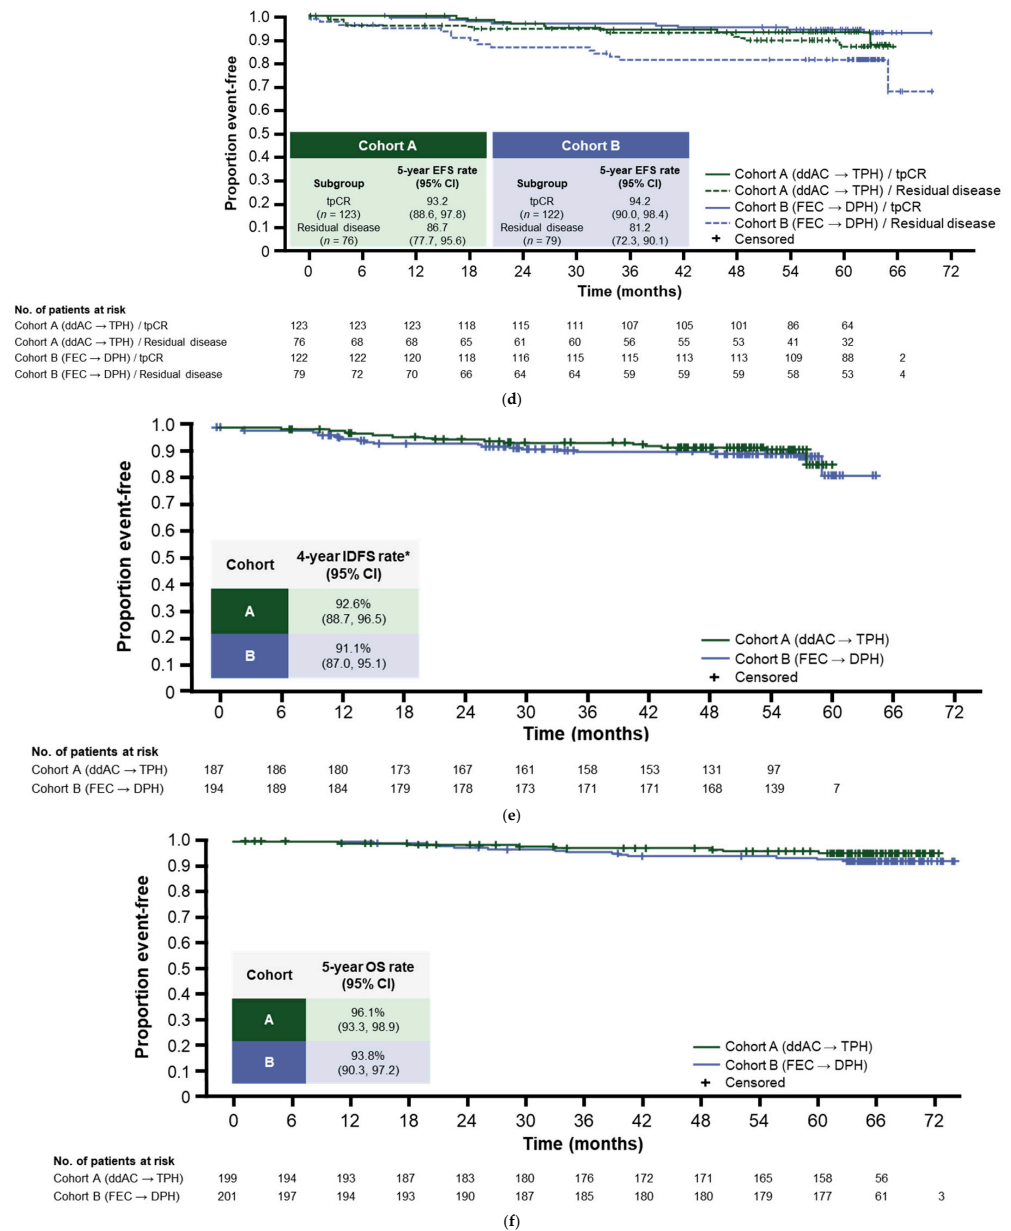 1.0
0.9
0.8
0.7
0.6
0.5
0.4
0.3
0.2
0.1
0
Proportion event-free
Cohort A Cohort B
Subgroup 5-year EFS rate (95% CI) Subgroup 5-year EFS rate (95% CI)
tpCR (n = 123) 93.2 (88.6, 97.8) tpCR (n = 122) 94.2 (90.0, 98.4)
Residual disease (n = 76) 86.7 (77.7, 95.6) Residual disease (n = 79) 81.2 (72.3, 90.1)
Cohort A (ddAC → TPH) / tpCR
Cohort A (ddAC → TPH) / Residual disease
Cohort B (FEC → DPH) / tpCR
Cohort B (FEC → DPH) / Residual disease
+ Censored
0 6 12 18 24 30 36 42 48 54 60 66 72
Time (months)
No. of patients at risk
Cohort A (ddAC → TPH) / tpCR 123 123 123 118 115 111 107 105 101 86 64
Cohort A (ddAC → TPH) / Residual disease 76 68 68 65 61 60 56 55 53 41 32
Cohort B (FEC → DPH) / tpCR 122 122 120 118 116 115 115 113 113 109 88 2
Cohort B (FEC → DPH) / Residual disease 79 72 70 66 64 64 59 59 59 58 53 4
(d)
1.0
0.9
0.8
0.7
0.6
0.5
0.4
0.3
0.2
0.1
0
Proportion event-free
Cohort 4-year IDFS rate* (95% CI)
A 92.6% (88.7, 96.5)
B 91.1% (87.0, 95.1)
Cohort A (ddAC → TPH)
Cohort B (FEC → DPH)
+ Censored
0 6 12 18 24 30 36 42 48 54 60 66 72
Time (months)
No. of patients at risk
Cohort A (ddAC → TPH) 187 186 180 173 167 161 158 153 131 97
Cohort B (FEC → DPH) 194 189 184 179 178 173 171 171 168 139 7
(e)
1.0
0.9
0.8
0.7
0.6
0.5
0.4
0.3
0.2
0.1
0
Proportion event-free
Cohort 5-year OS rate (95% CI)
A 96.1% (93.3, 98.9)
B 93.8% (90.3, 97.2)
Cohort A (ddAC → TPH)
Cohort B (FEC → DPH)
+ Censored
0 6 12 18 24 30 36 42 48 54 60 66 72
Time (months)
No. of patients at risk
Cohort A (ddAC → TPH) 199 194 193 187 183 180 176 172 171 165 158 56
Cohort B (FEC → DPH) 201 197 194 193 190 187 185 180 180 179 177 61 3
(f)